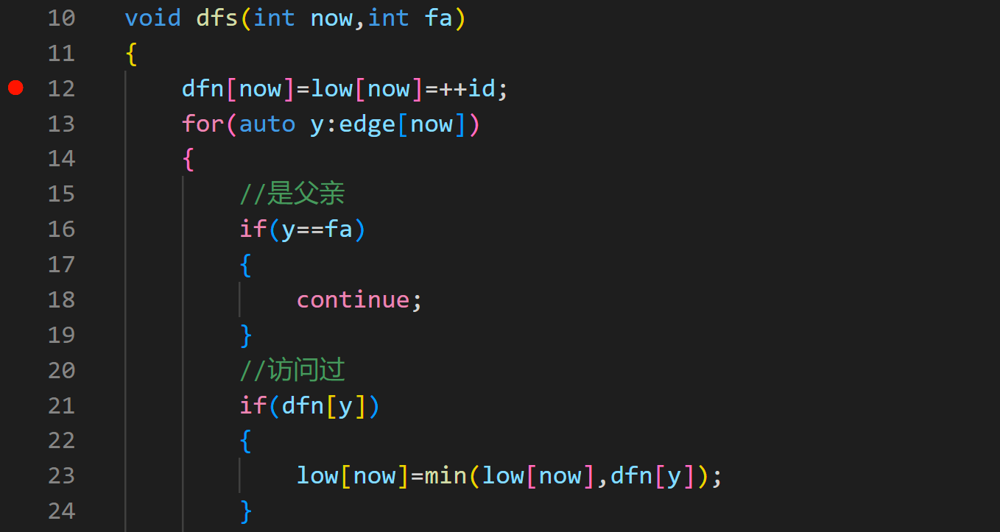 10 void dfs(int now,int fa)
11 {
12     dfn[now]=low[now]=++id;
13     for(auto y:edge[now])
14     {
15         //是父亲
16         if(y==fa)
17         {
18             continue;
19         }
20         //访问过
21         if(dfn[y])
22         {
23             low[now]=min(low[now],dfn[y]);
24         }